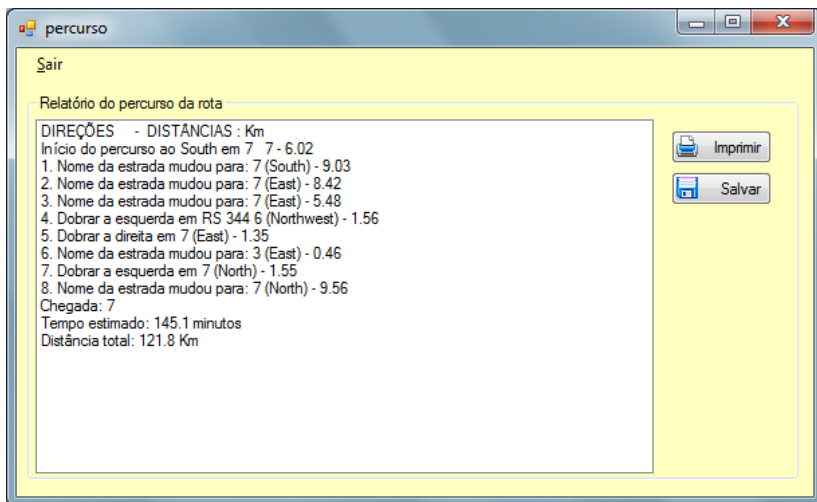 percurso
Sair
Relatório do percurso da rota
DIREÇÕES - DISTÂNCIAS : Km
Início do percurso ao South em 7 7 - 6.02
1. Nome da estrada mudou para: 7 (South) - 9.03
2. Nome da estrada mudou para: 7 (East) - 8.42
3. Nome da estrada mudou para: 7 (East) - 5.48
4. Dobrar a esquerda em RS 344 6 (Northwest) - 1.56
5. Dobrar a direita em 7 (East) - 1.35
6. Nome da estrada mudou para: 3 (East) - 0.46
7. Dobrar a esquerda em 7 (North) - 1.55
8. Nome da estrada mudou para: 7 (North) - 9.56
Chegada: 7
Tempo estimado: 145.1 minutos
Distância total: 121.8 Km
Imprimir
Salvar